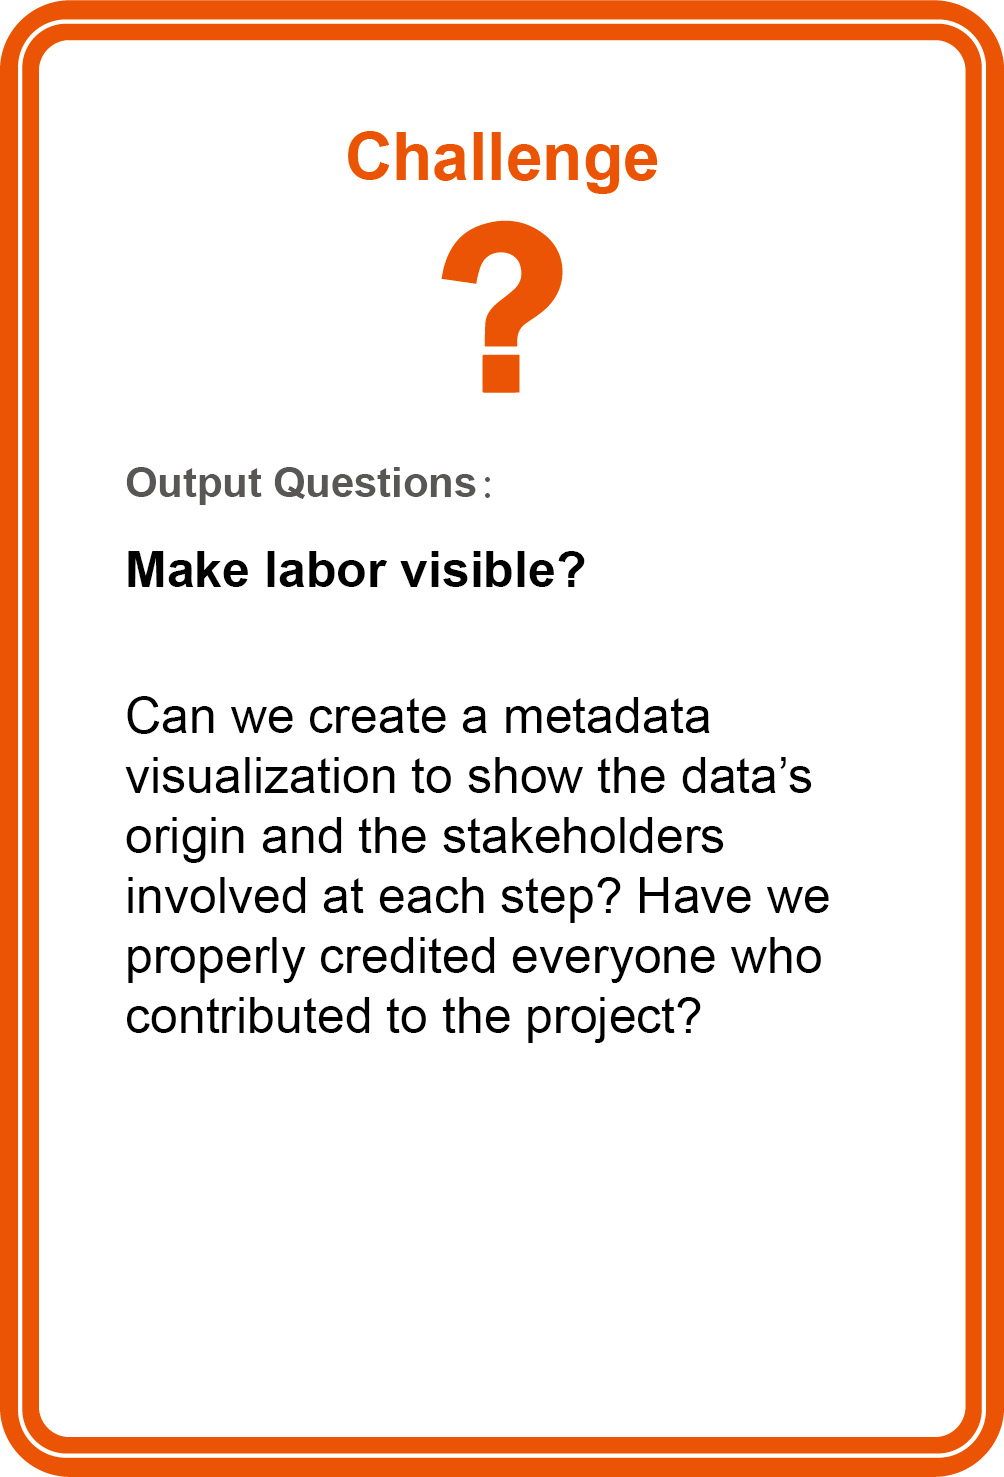 Challenge
?
Output Questions:
Make labor visible?
Can we create a metadata
visualization to show the data’s
origin and the stakeholders
involved at each step? Have we
properly credited everyone who
contributed to the project?